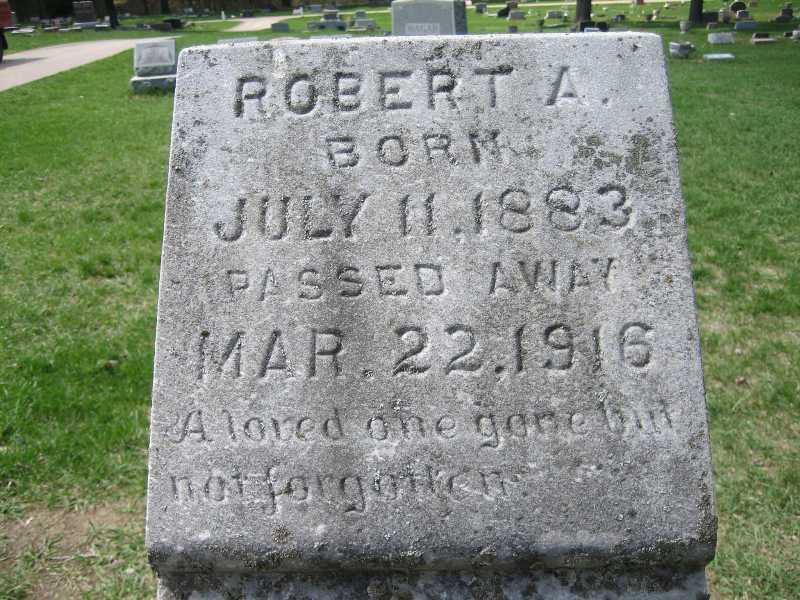 ROBERT A.
BORN
JULY 11, 1883
PASSED AWAY
MAR. 22, 1916
A loved one gone but
not forgotten.